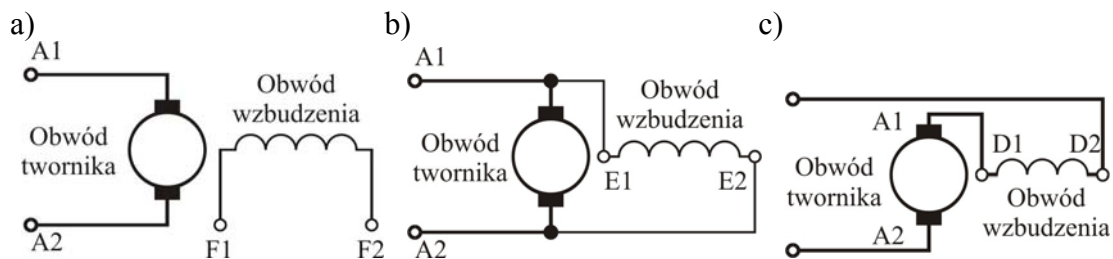 a)
A1
Obwód
wzbudzenia
Obwód
twornika
A2
F1
F2
b)
A1
Obwód
wzbudzenia
Obwód
twornika
E1
E2
A2
c)
A1
D1
D2
Obwód
twornika
Obwód
wzbudzenia
A2